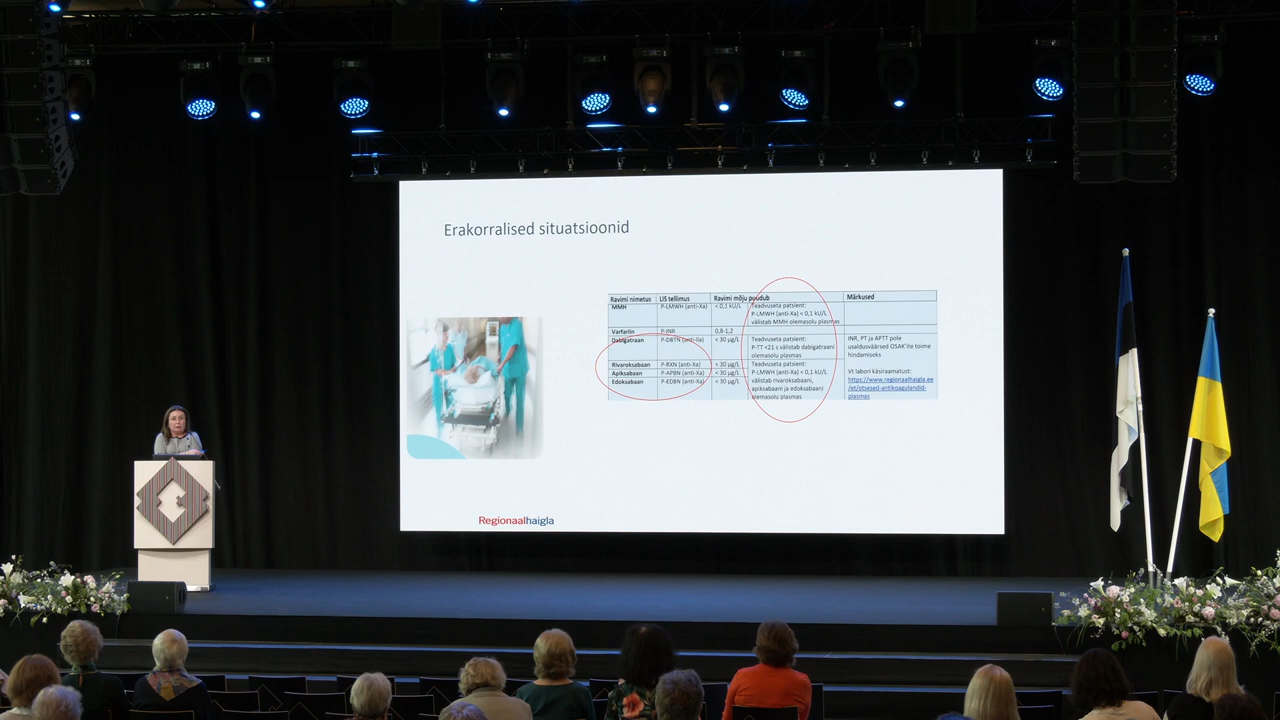 Erakorralised situatsioonid
Ravimi nimetus LIS tellimus Ravimi mõju puudub Märkused
MMH P-LMWH (anti-Xa) < 0,1 kU/L Teadvuseta patsient:
P-LMWH (anti-Xa) < 0,1 kU/L
välistab MMH olemasolu plasmas
Varfariin P-INR 0,8-1,2
Dabigatraan P-DBTN (anti-IIa) < 30 µg/L Teadvuseta patsient:
P-TT <21 s välistab dabigatraani
olemasolu plasmas
INR, PT ja APTT pole
usaldusväärsed OSAK'ite toime
hindamiseks
Rivaroksabaan P-RXN (anti-Xa) < 30 µg/L Teadvuseta patsient:
Apiksabaan P-APBN (anti-Xa) < 30 µg/L P-LMWH (anti-Xa) < 0,1 kU/L
Edoksabaan P-EDBN (anti-Xa) < 30 µg/L välistab rivaroksabaani,
apiksabaani ja edoksabaani
olemasolu plasmas
Vt labori käsiraamatust:
https://www.regionaalhaigla.ee
/et/otsesed-antikoagulandid-
plasmas
Regionaalhaigla